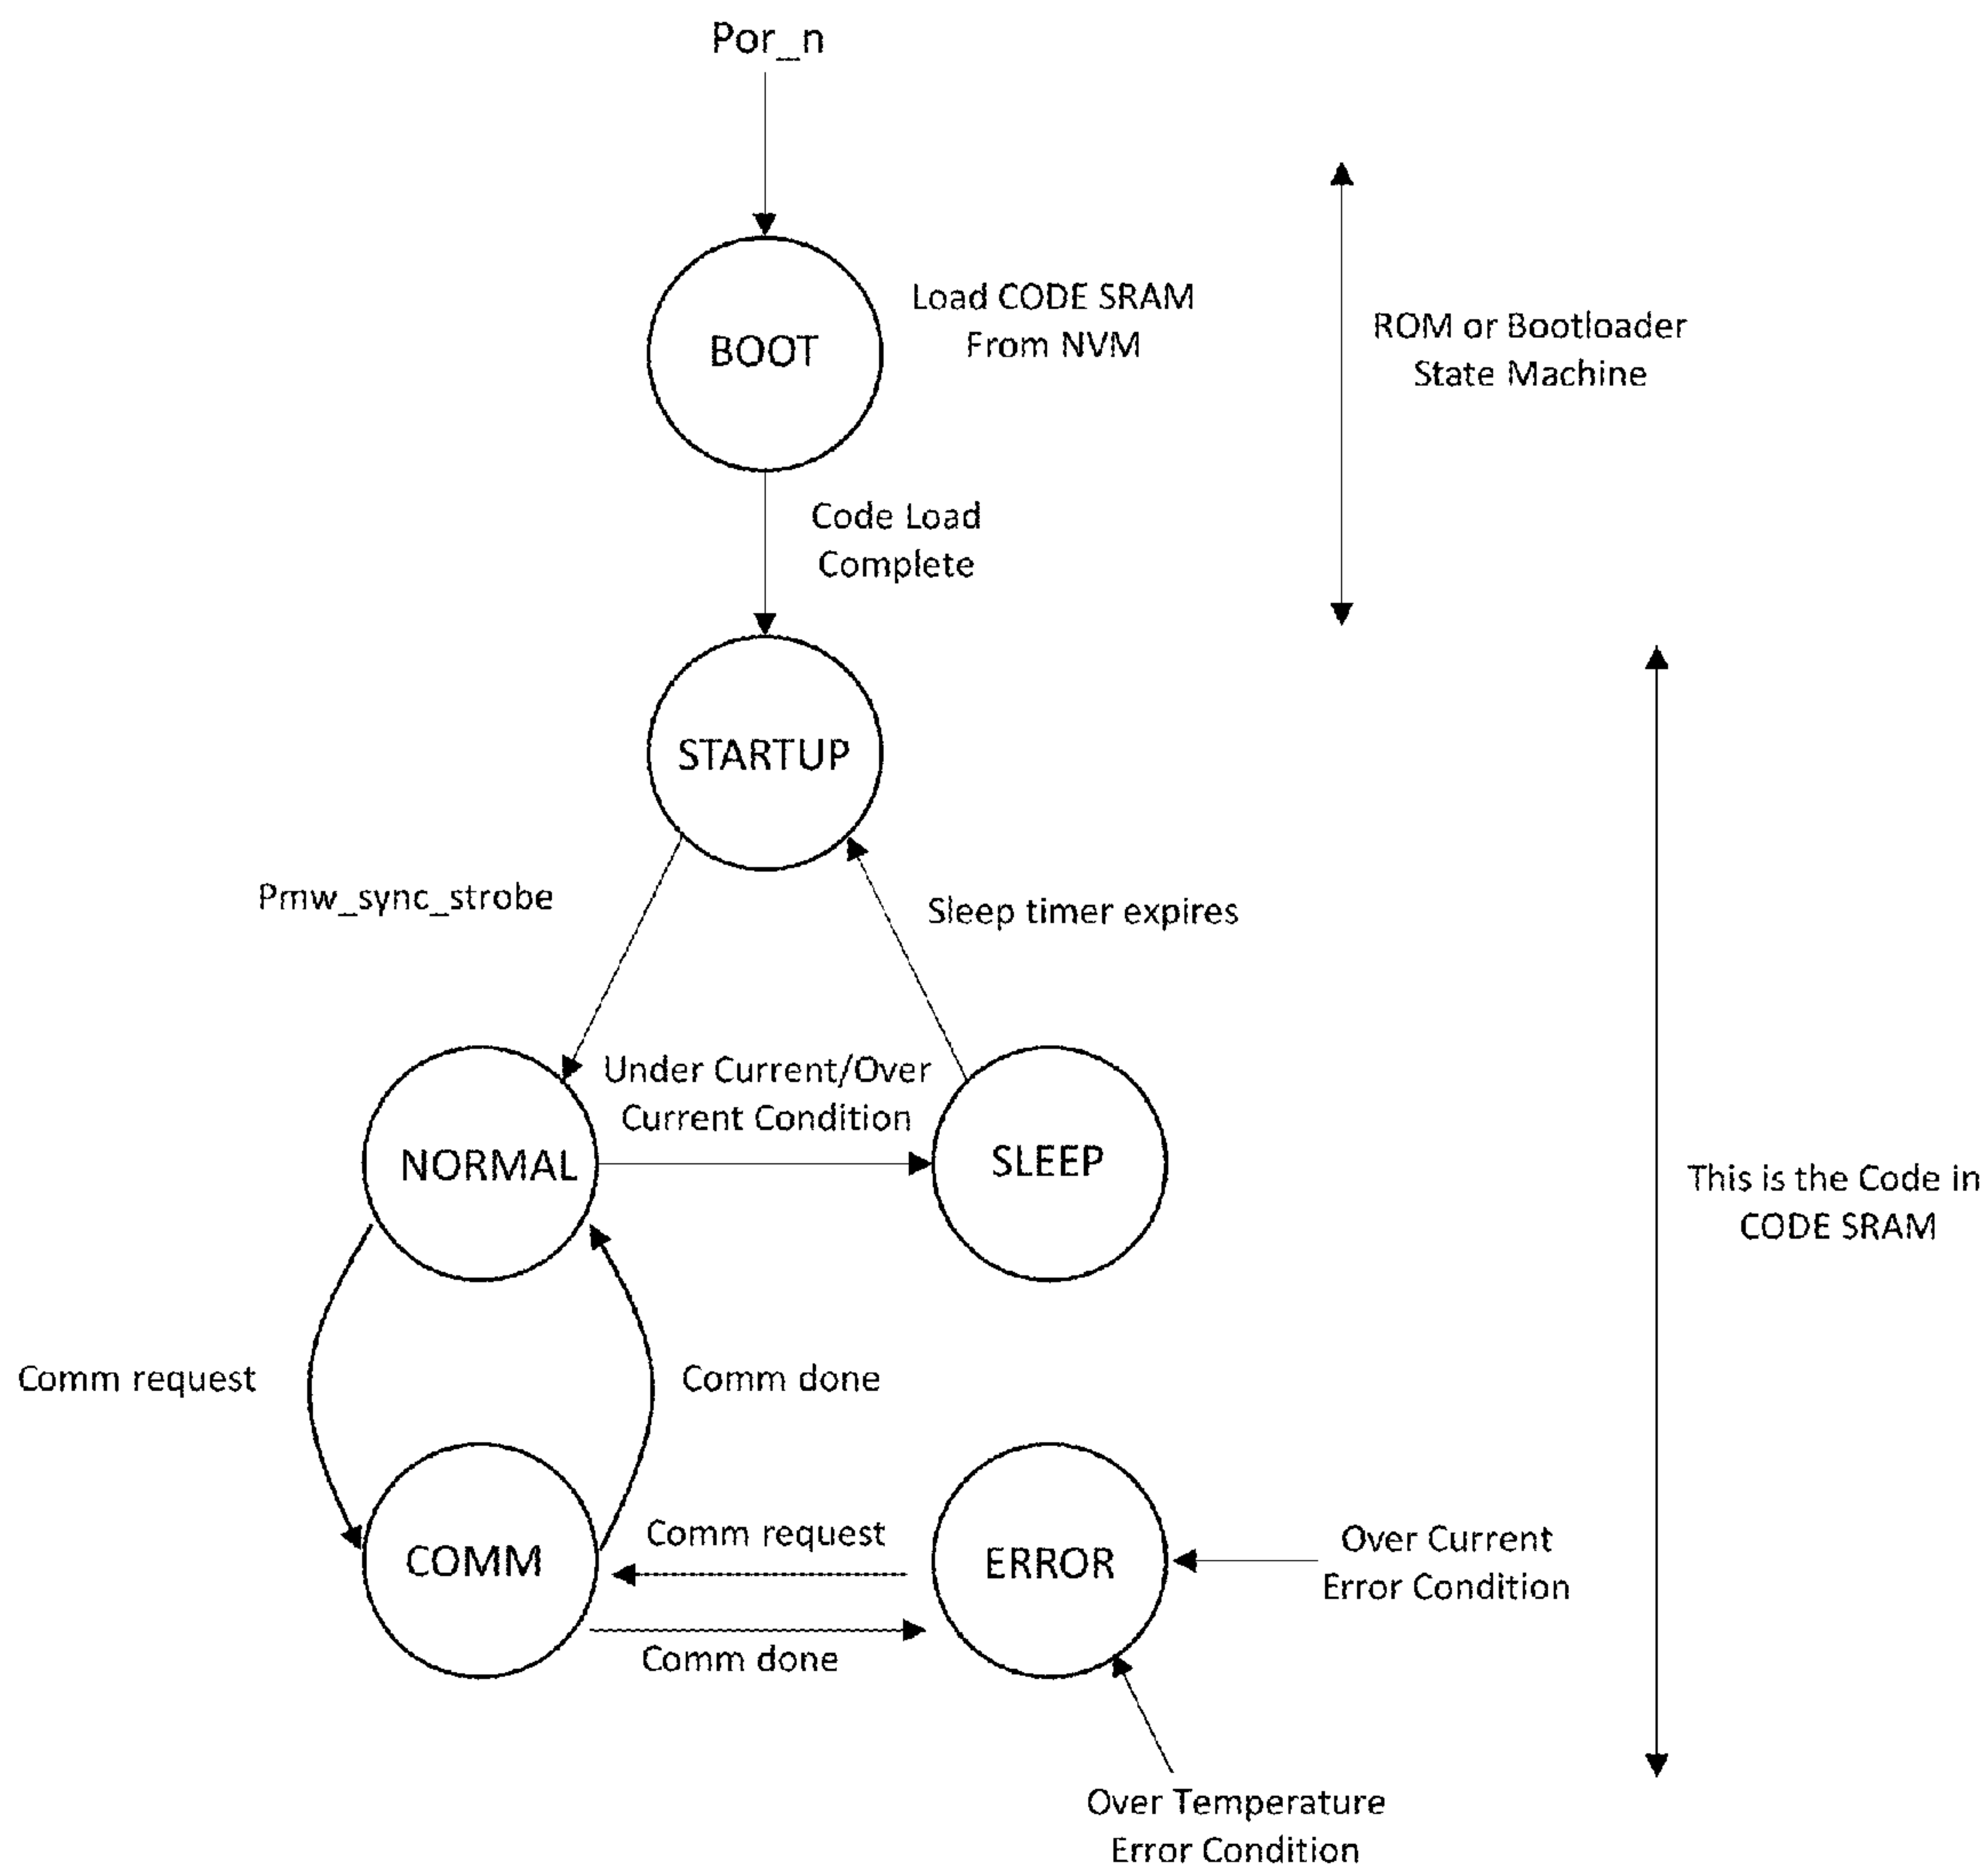 Por_n
BOOT
Load CODE SRAM
From NVM
ROM or Bootloader
State Machine
Code Load
Complete
STARTUP
Pmw_sync_strobe
Sleep timer expires
Under Current/Over
Current Condition
NORMAL
SLEEP
This is the Code in
CODE SRAM
Comm request
Comm done
COMM
Comm request
Comm done
ERROR
Over Current
Error Condition
Over Temperature
Error Condition